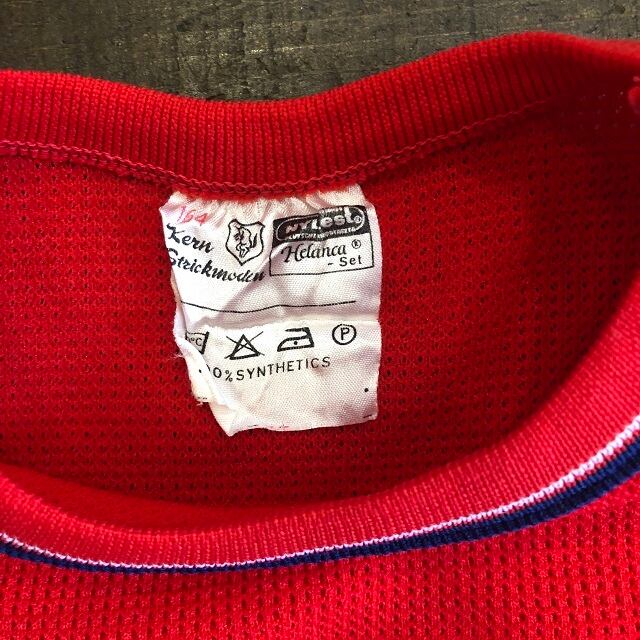 164
Kern
Strickmoden
nylest®
Helanca®
- Set
°C
P
0% SYNTHETICS